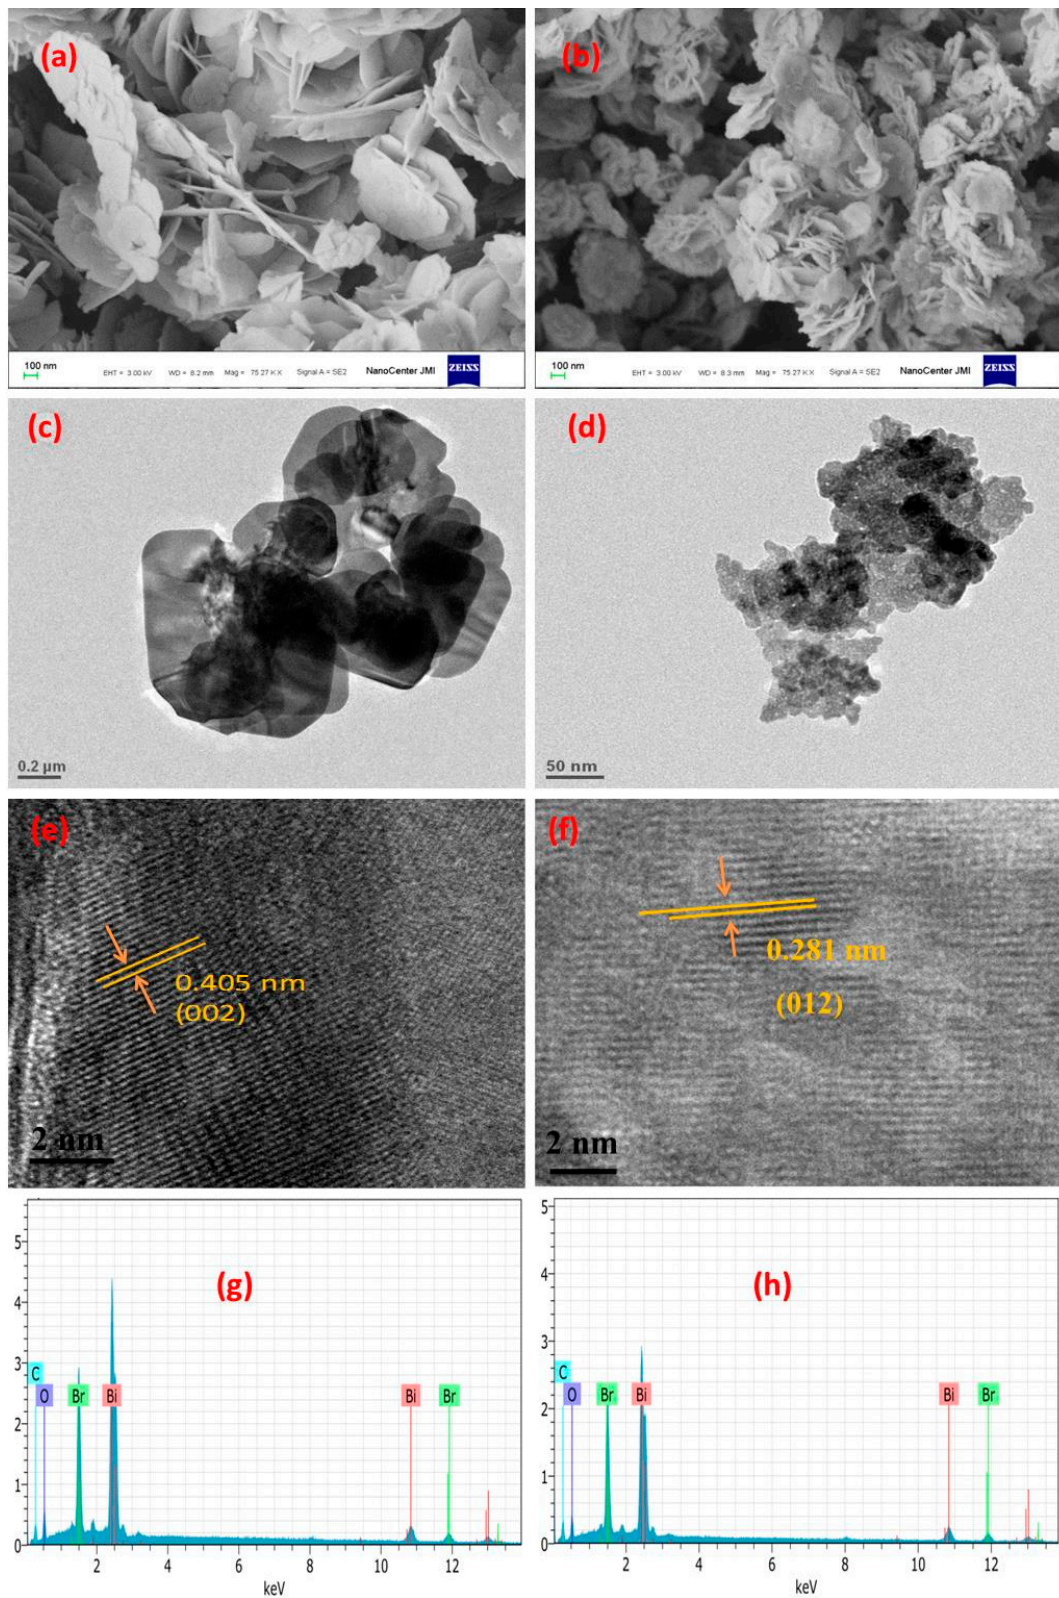 (a)
(b)
100 nm
EHT = 3.00 kV WD = 8.2 mm Mag = 75.27 K X Signal A = SE2 NanoCenter JMI ZEISS
100 nm
EHT = 3.00 kV WD = 8.3 mm Mag = 75.27 K X Signal A = SE2 NanoCenter JMI ZEISS
(c)
0.2 µm
(d)
50 nm
(e)
0.405 nm
(002)
2 nm
(f)
0.281 nm
(012)
2 nm
(g)
5
4
3
2
1
0
C
O
Br
Bi
Bi
Br
2 4 6 8 10 12
keV
(h)
5
4
3
2
1
0
C
O
Br
Bi
Bi
Br
2 4 6 8 10 12
keV